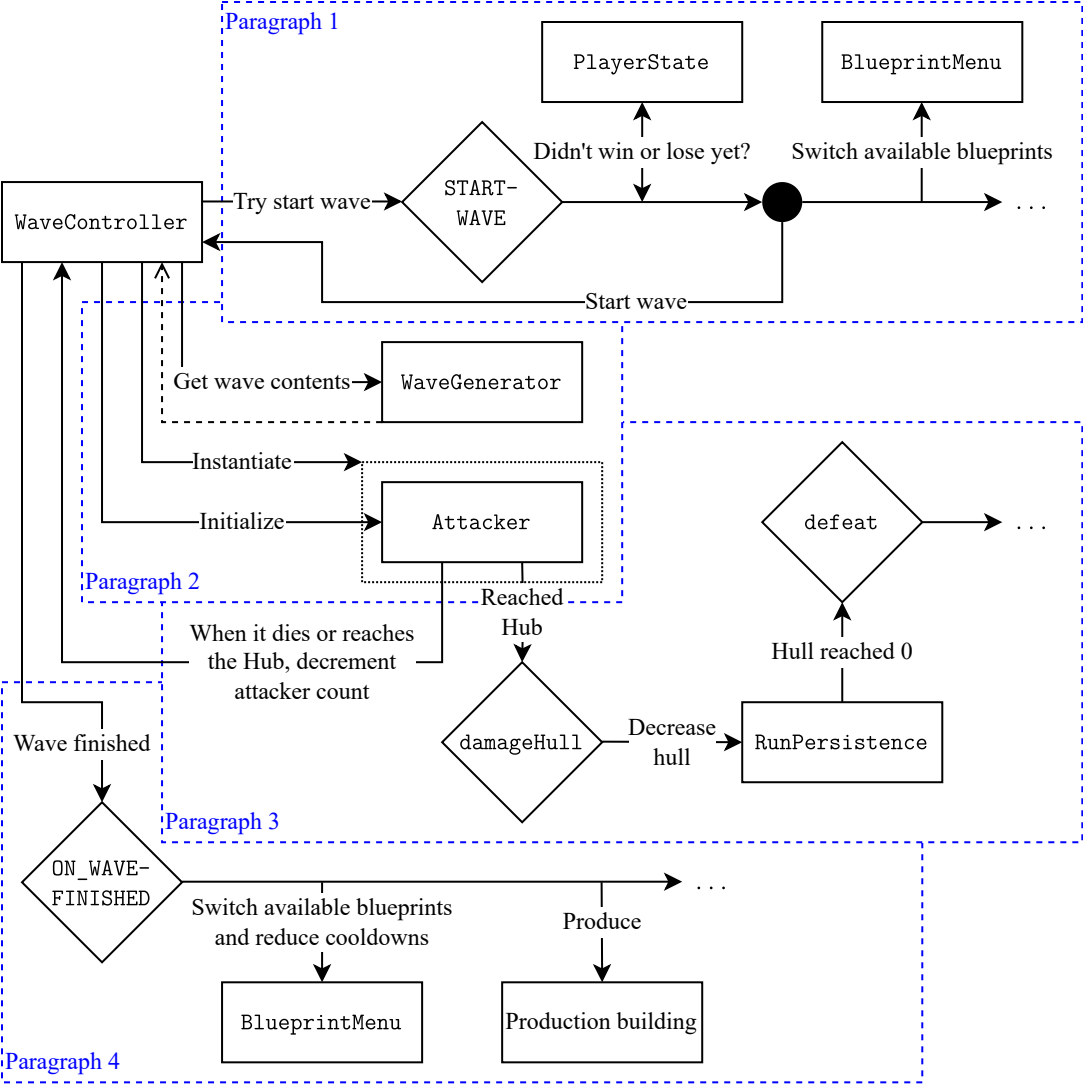 Paragraph 1
PlayerState
BlueprintMenu
Didn't win or lose yet?
Switch available blueprints
WaveController
Try start wave
START-
WAVE
. . .
Start wave
Get wave contents
WaveGenerator
Instantiate
Initialize
Attacker
defeat
. . .
Paragraph 2
Reached
Hub
When it dies or reaches
the Hub, decrement
attacker count
Hull reached 0
Wave finished
damageHull
Decrease
hull
RunPersistence
Paragraph 3
ON_WAVE-
FINISHED
. . .
Switch available blueprints
and reduce cooldowns
Produce
BlueprintMenu
Production building
Paragraph 4